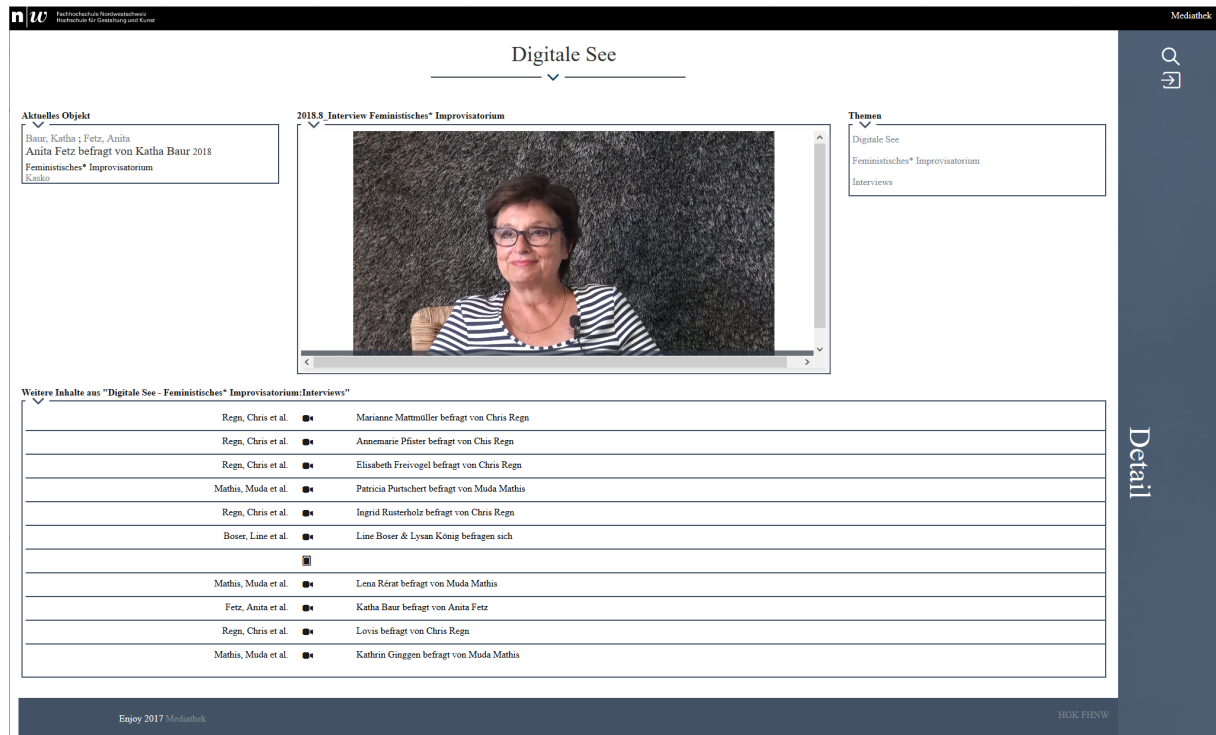 n w Fachhochschule Nordwestschweiz
Hochschule für Gestaltung und Kunst
Mediathek
Digitale See
Aktuelles Objekt
Baur, Katha ; Fetz, Anita
Anita Fetz befragt von Katha Baur 2018
Feministisches* Improvisatorium
Kasko
2018.8_Interview Feministisches* Improvisatorium
Themen
Digitale See
Feministisches* Improvisatorium
Interviews
Weitere Inhalte aus "Digitale See - Feministisches* Improvisatorium:Interviews"
Regn, Chris et al. Marianne Mattmüller befragt von Chris Regn
Regn, Chris et al. Annemarie Pfister befragt von Chis Regn
Regn, Chris et al. Elisabeth Freivogel befragt von Chris Regn
Mathis, Muda et al. Patricia Purtschert befragt von Muda Mathis
Regn, Chris et al. Ingrid Rusterholz befragt von Chris Regn
Boser, Line et al. Line Boser & Lysan König befragen sich
Mathis, Muda et al. Lena Rérat befragt von Muda Mathis
Fetz, Anita et al. Katha Baur befragt von Anita Fetz
Regn, Chris et al. Lovis befragt von Chris Regn
Mathis, Muda et al. Kathrin Ginggen befragt von Muda Mathis
Detail
Enjoy 2017 Mediathek
HGK FHNW